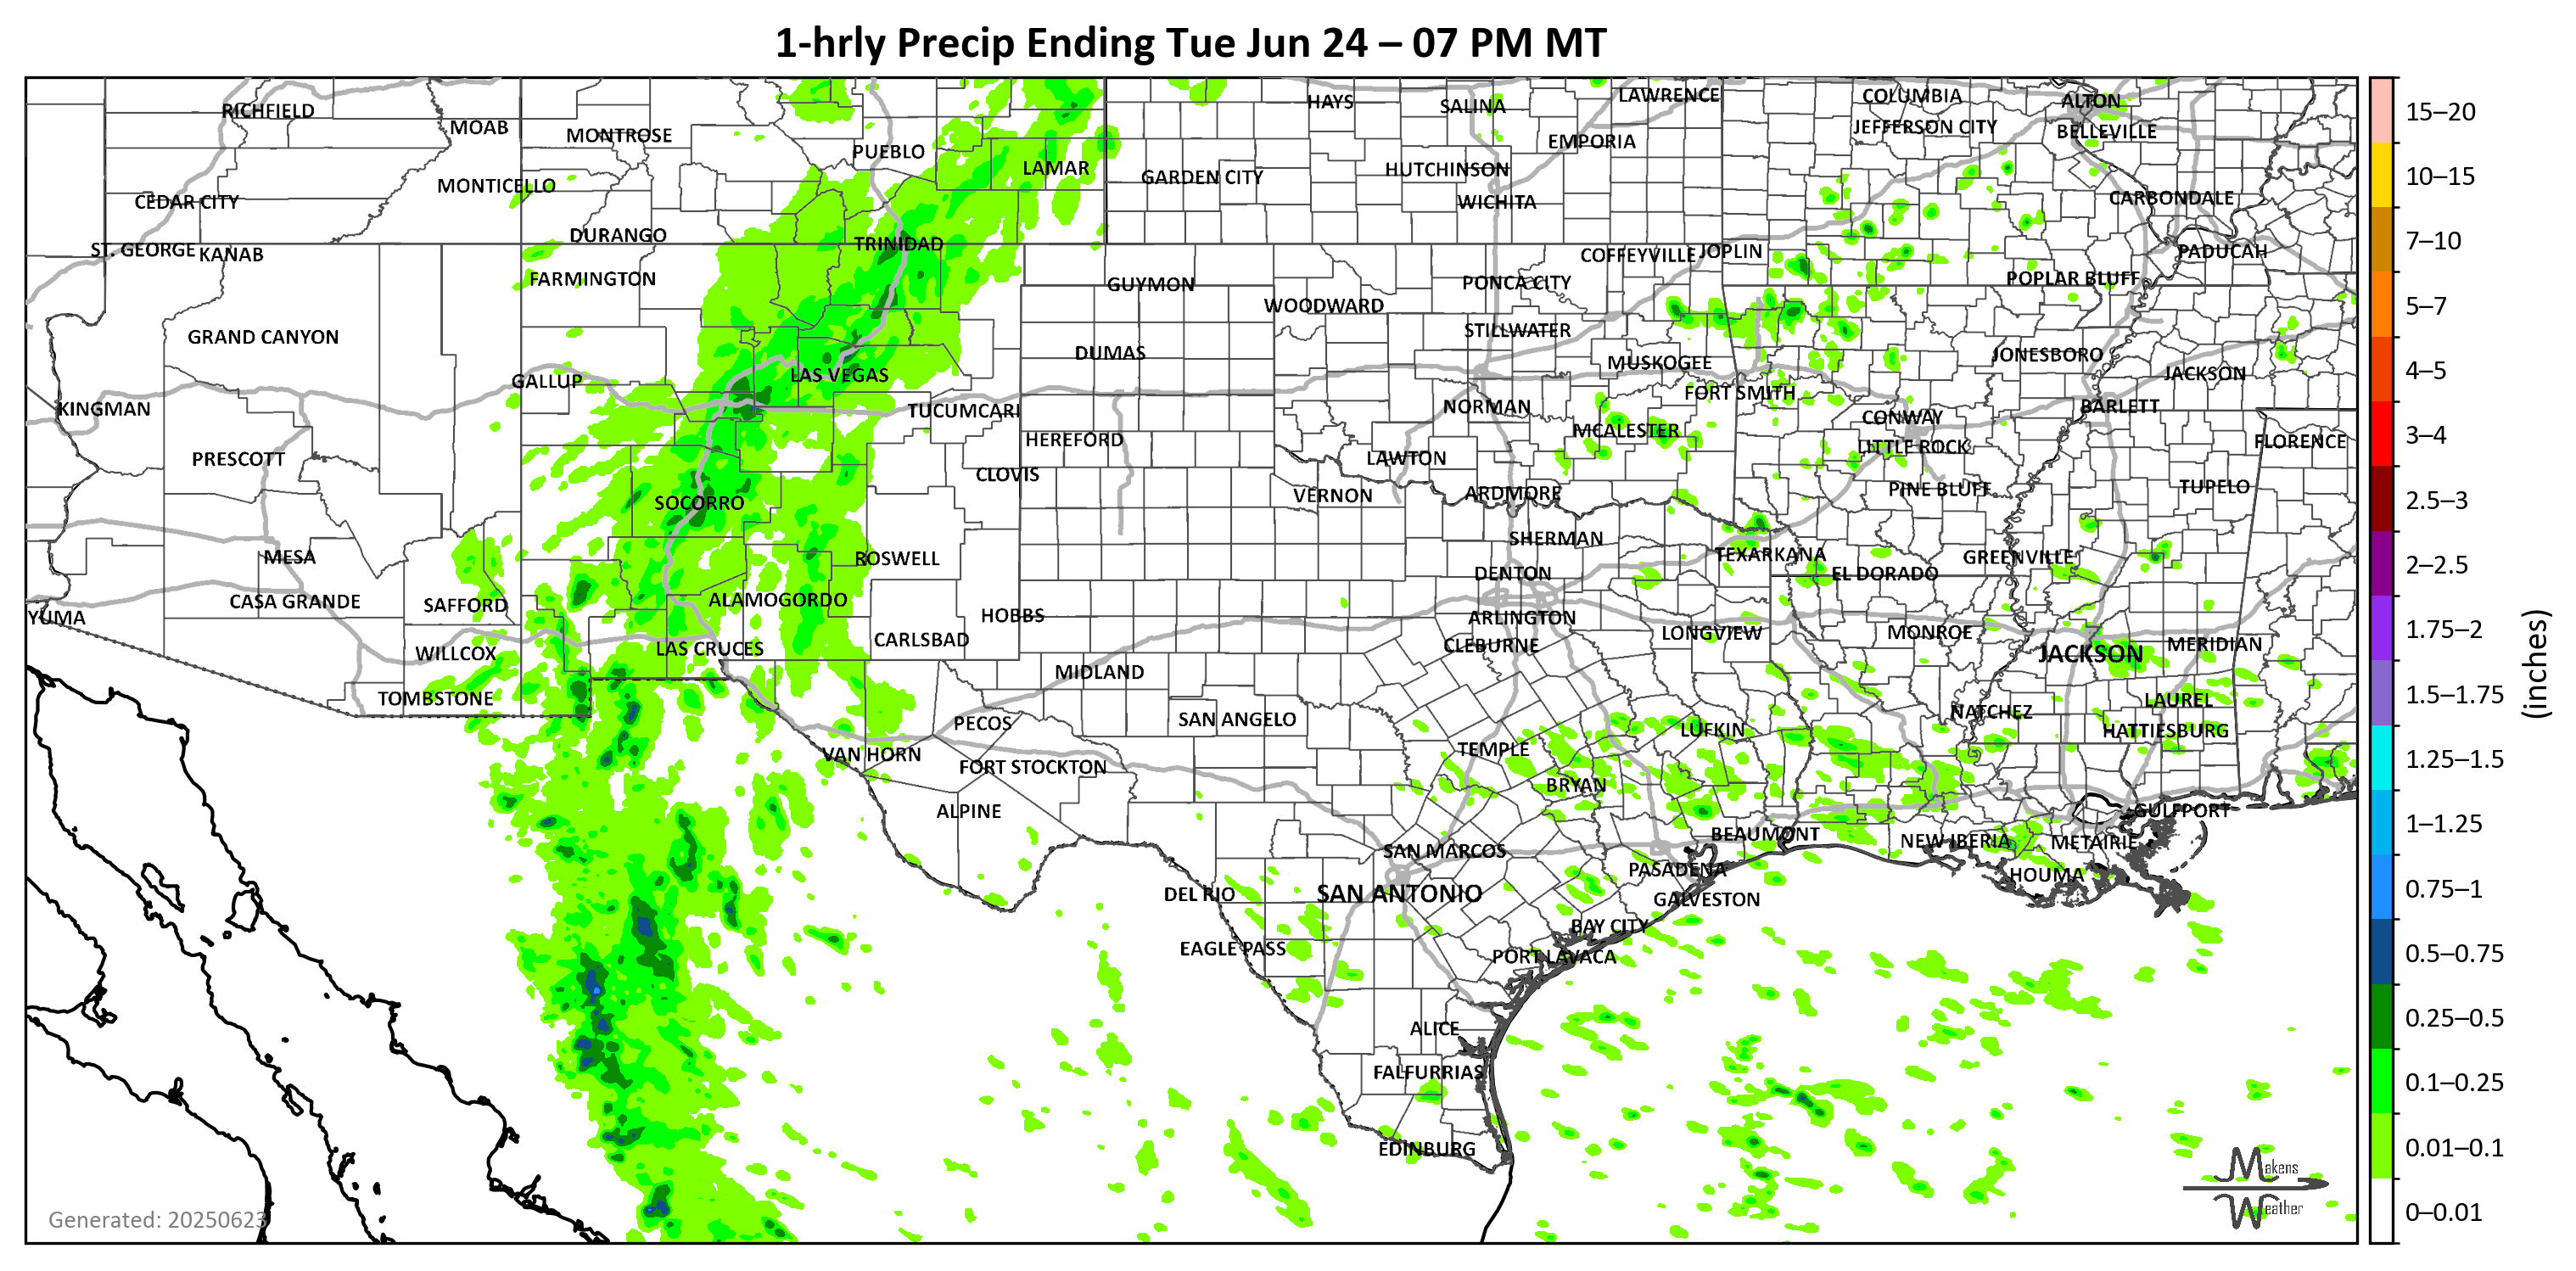 1-hrly Precip Ending Tue Jun 24 – 07 PM MT
RICHFIELD
MOAB
MONTROSE
PUEBLO
LAMAR
HAYS
SALINA
LAWRENCE
COLUMBIA
ALTON
JEFFERSON CITY
BELLEVILLE
EMPORIA
HUTCHINSON
GARDEN CITY
WICHITA
MONTICELLO
CEDAR CITY
CARBONDALE
DURANGO
TRINIDAD
ST. GEORGE
KANAB
COFFEYVILLE
JOPLIN
PADUCAH
FARMINGTON
GUYMON
PONCA CITY
POPLAR BLUFF
WOODWARD
STILLWATER
GRAND CANYON
DUMAS
MUSKOGEE
JONESBORO
GALLUP
LAS VEGAS
JACKSON
FORT SMITH
KINGMAN
TUCUMCARI
NORMAN
CONWAY
BARLETT
HEREFORD
MCALESTER
LITTLE ROCK
FLORENCE
PRESCOTT
CLOVIS
LAWTON
SOCORRO
VERNON
ARDMORE
PINE BLUFF
TUPELO
MESA
ROSWELL
SHERMAN
TEXARKANA
GREENVILLE
DENTON
EL DORADO
CASA GRANDE
SAFFORD
ALAMOGORDO
YUMA
HOBBS
ARLINGTON
WILLCOX
LAS CRUCES
CARLSBAD
CLEBURNE
LONGVIEW
MONROE
JACKSON
MERIDIAN
MIDLAND
TOMBSTONE
LAUREL
PECOS
SAN ANGELO
LUFKIN
NATCHEZ
HATTIESBURG
VAN HORN
FORT STOCKTON
TEMPLE
BRYAN
ALPINE
GULFPORT
BEAUMONT
NEW IBERIA
METAIRIE
SAN MARCOS
PASADENA
HOUMA
DEL RIO
SAN ANTONIO
GALVESTON
BAY CITY
EAGLE PASS
PORT LAVACA
ALICE
FALFURRIAS
EDINBURG
Generated: 20250623
Makens
Weather
15–20
10–15
7–10
5–7
4–5
3–4
2.5–3
2–2.5
1.75–2
1.5–1.75
1.25–1.5
1–1.25
0.75–1
0.5–0.75
0.25–0.5
0.1–0.25
0.01–0.1
0–0.01
(inches)